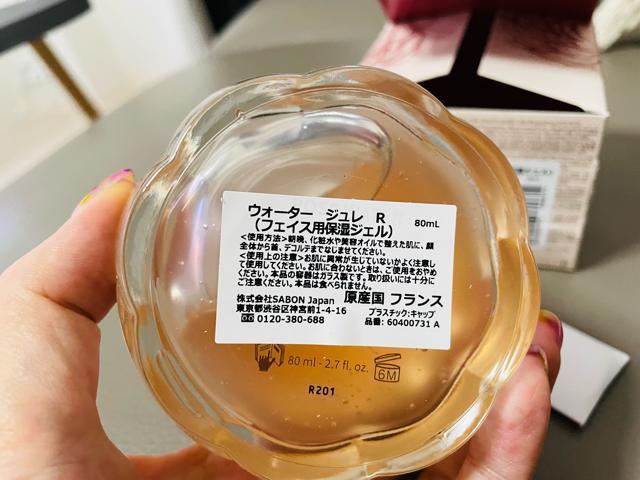 ウォーター ジュレ R 80mL
(フェイス用保湿ジェル)
<使用方法>朝晩、化粧水や美容オイルで整えた肌に、顔
全体から首、デコルテまでなじませてください。
<使用上の注意>お肌に異常が生じていないかよく注意し
て使用してください。お肌に合わないときは、ご使用をおやめ
ください。本品の容器はガラス製です。取り扱いには十分に
ご注意ください。本品は食べられません。
株式会社SABON Japan 原産国 フランス
東京都渋谷区神宮前1-4-16 プラスチック:キャップ
0120-380-688 品番: 60400731 A
80 ml - 2.7 fl. oz. 6M
R201